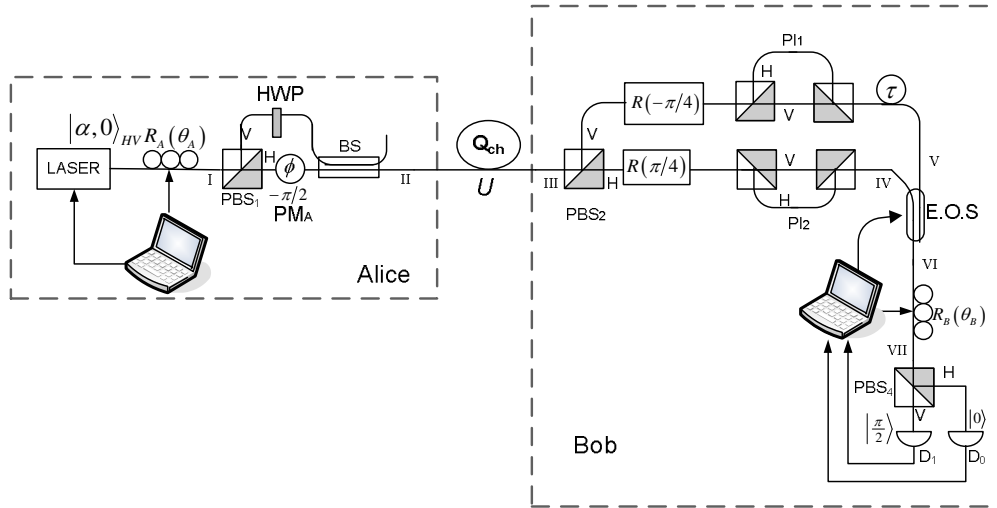 |α,0⟩HV RA(θA)
LASER
I
PBS1
V
H
HWP
ϕ
−π/2
PMA
BS
II
Alice
Qch
U
III
PBS2
V
H
R(−π/4)
R(π/4)
PI1
H
V
V
H
PI2
τ
V
IV
E.O.S
VI
RB(θB)
VII
PBS4
H
V
|π/2⟩
|0⟩
D1
D0
Bob